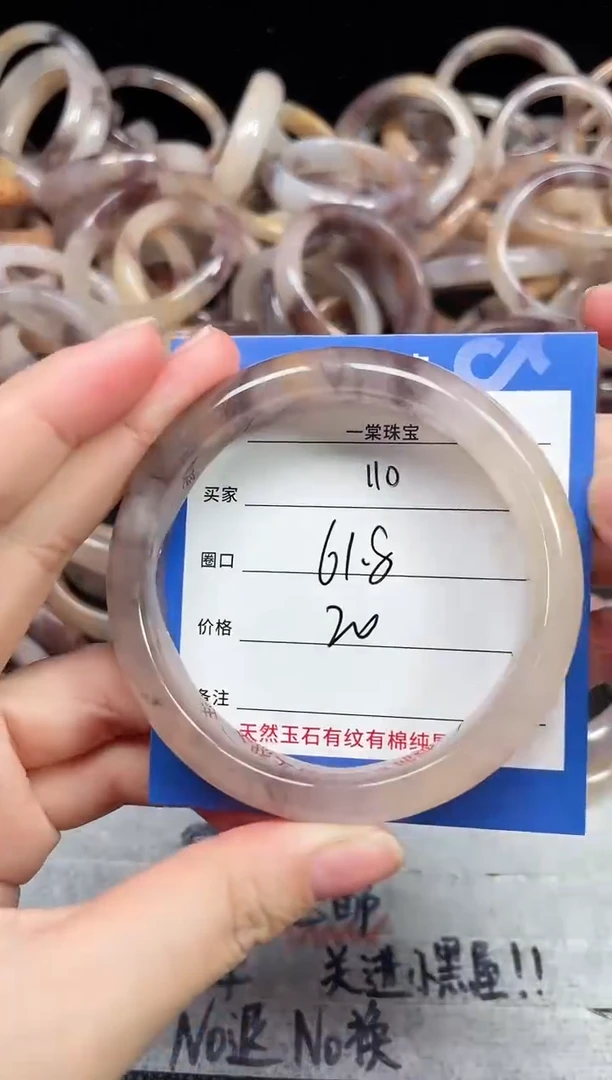 一棠珠宝
买家 110
圈口 61.8
价格 20
备注
天然玉石有纹有棉纯
关进小黑屋!!
No退 No换